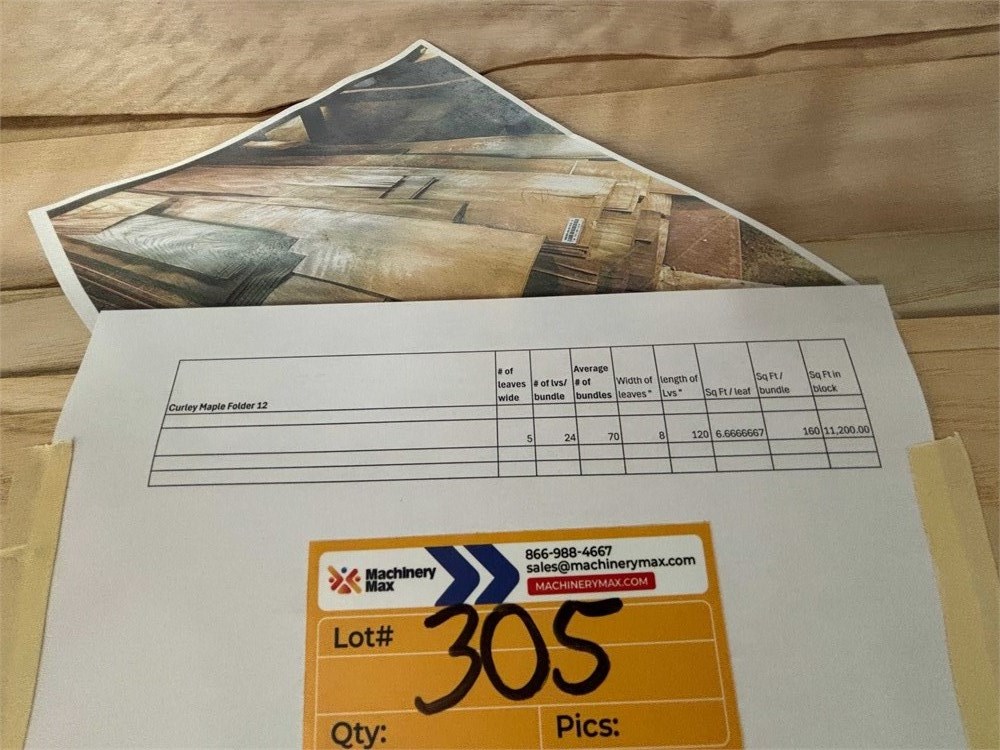 Curley Maple Folder 12
# of leaves wide
# of lvs/ bundle
Average # of bundles
Width of leaves "
length of Lvs "
Sq Ft / leaf
Sq Ft / bundle
Sq Ft in block
5 24 70 8 120 6.6666667 160 11,200.00
Machinery Max
866-988-4667
sales@machinerymax.com
MACHINERYMAX.COM
Lot# 305
Qty: Pics: